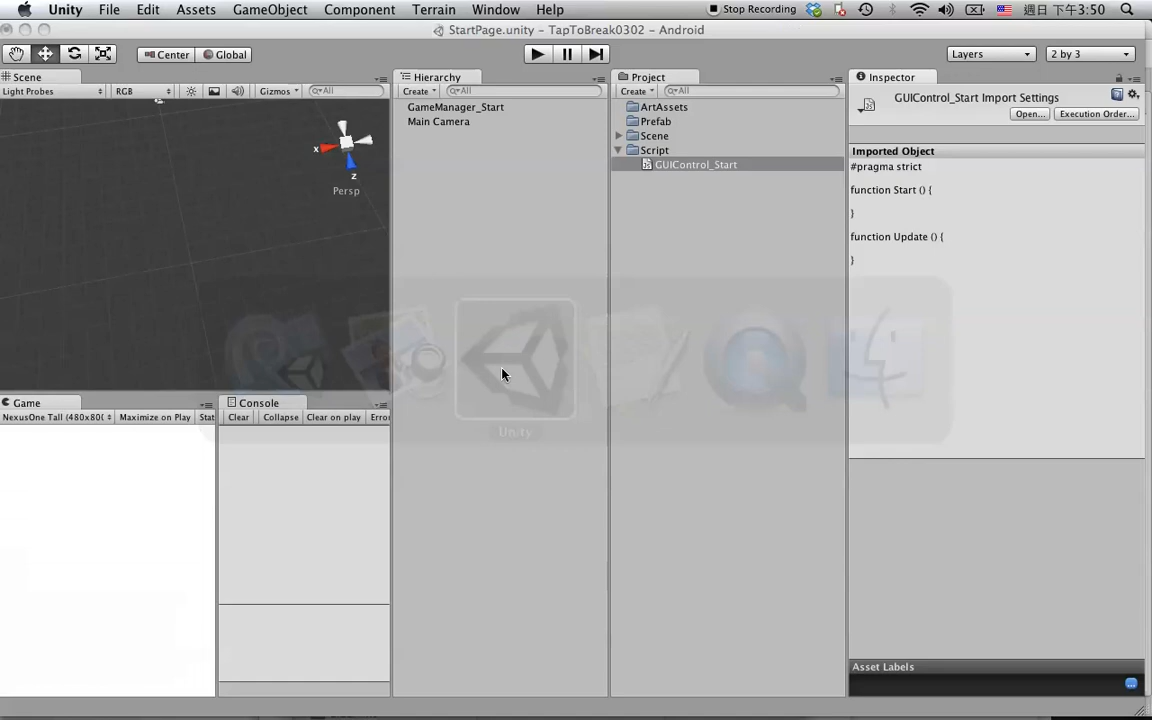 Unity File Edit Assets GameObject Component Terrain Window Help Stop Recording 週日 下午3:50
StartPage.unity – TapToBreak0302 – Android
Center Global Layers 2 by 3
Scene Hierarchy Project Inspector
Light Probes RGB Gizmos All Create All Create All
GUIControl_Start Import Settings
Open... Execution Order...
GameManager_Start
Main Camera
ArtAssets
Prefab
Scene
Script
GUIControl_Start
Imported Object
#pragma strict
function Start () {
}
function Update () {
}
x
z
Persp
Unity
Game Console
NexusOne Tall (480x80( Maximize on Play Stat Clear Collapse Clear on play Erro
Asset Labels